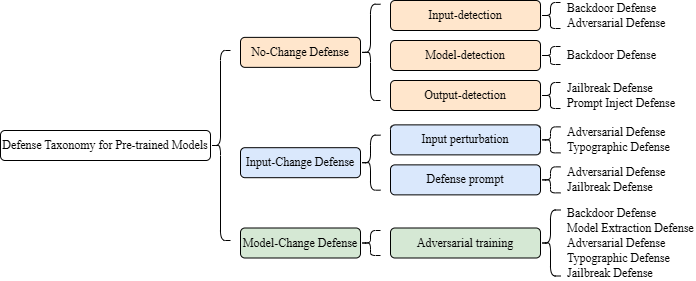 Defense Taxonomy for Pre-trained Models
No-Change Defense
Input-detection
Backdoor Defense
Adversarial Defense
Model-detection
Backdoor Defense
Output-detection
Jailbreak Defense
Prompt Inject Defense
Input-Change Defense
Input perturbation
Adversarial Defense
Typographic Defense
Defense prompt
Adversarial Defense
Jailbreak Defense
Model-Change Defense
Adversarial training
Backdoor Defense
Model Extraction Defense
Adversarial Defense
Typographic Defense
Jailbreak Defense